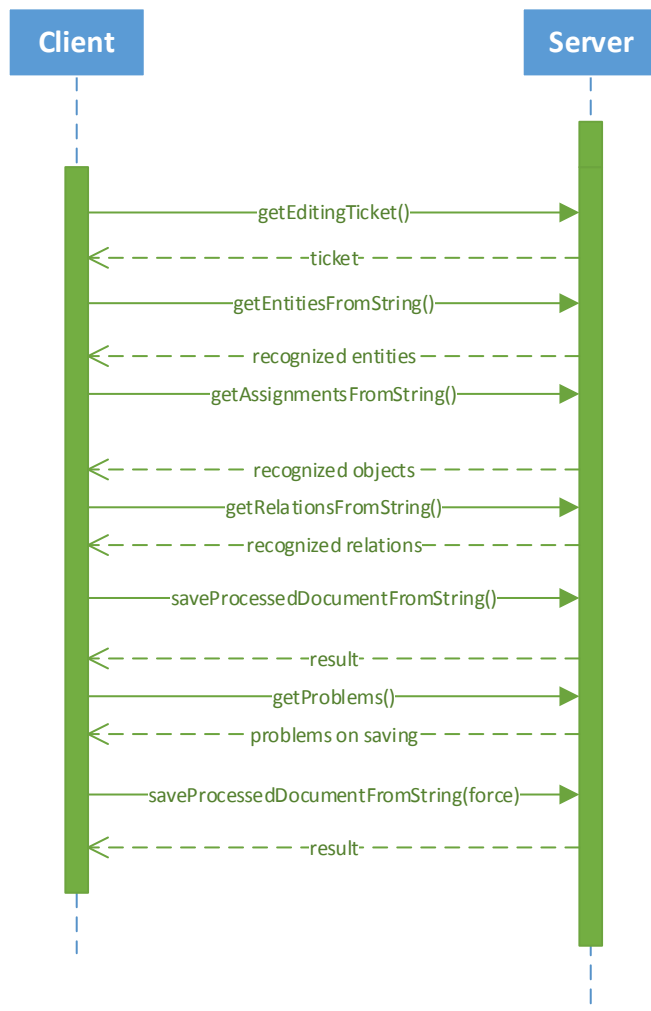 Client
Server
getEditingTicket()
ticket
getEntitiesFromString()
recognized entities
getAssignmentsFromString()
recognized objects
getRelationsFromString()
recognized relations
saveProcessedDocumentFromString()
result
getProblems()
problems on saving
saveProcessedDocumentFromString(force)
result